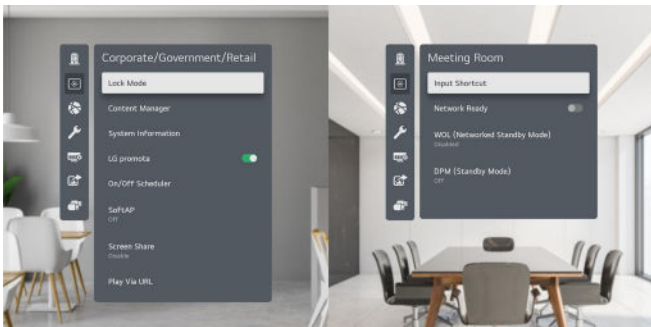 Corporate/Government/Retail
Lock Mode
Content Manager
System Information
LG promota
On/Off Scheduler
SoftAP
Off
Screen Share
Disable
Play Via URL
Meeting Room
Input Shortcut
Network Ready
WOL (Networked Standby Mode)
Disabled
DPM (Standby Mode)
Off